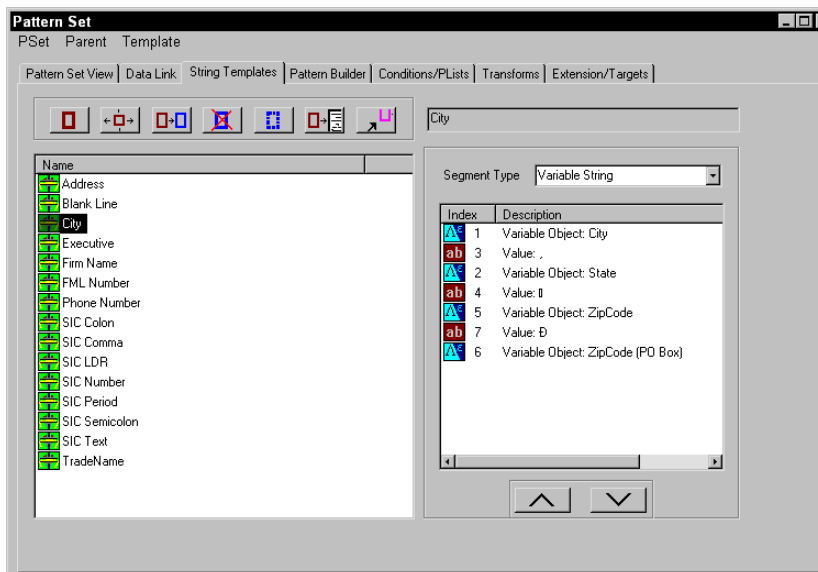 Pattern Set
PSet Parent Template
Pattern Set View Data Link String Templates Pattern Builder Conditions/PLists Transforms Extension/Targets
City
Name
Address
Blank Line
City
Executive
Firm Name
FML Number
Phone Number
SIC Colon
SIC Comma
SIC LDR
SIC Number
SIC Period
SIC Semicolon
SIC Text
TradeName
Segment Type Variable String
Index Description
1 Variable Object: City
ab 3 Value: ,
2 Variable Object: State
ab 4 Value: ▯
5 Variable Object: ZipCode
ab 7 Value: Ð
6 Variable Object: ZipCode (PO Box)